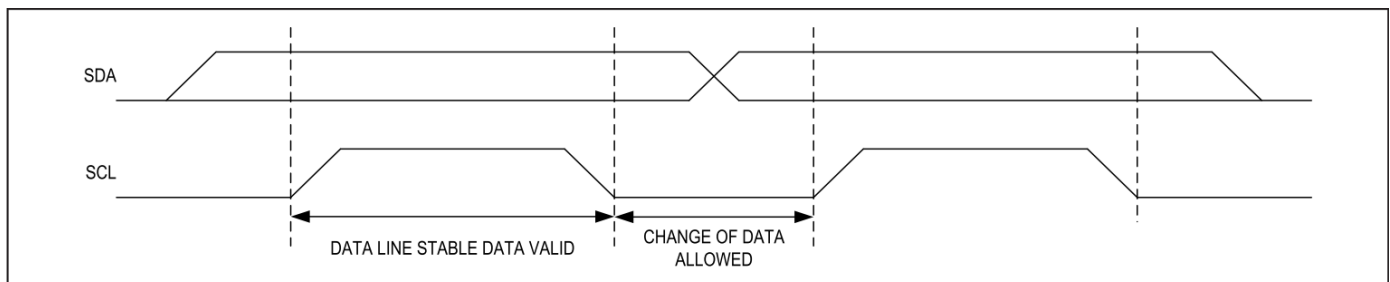 SDA
SCL
DATA LINE STABLE DATA VALID
CHANGE OF DATA
ALLOWED